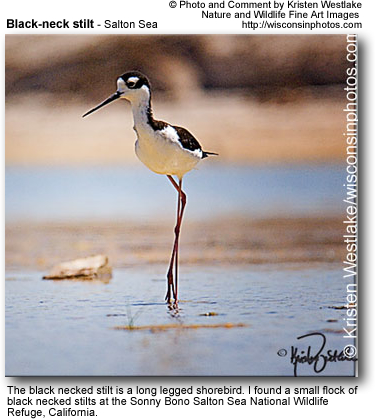 © Photo and Comment by Kristen Westlake
Nature and Wildlife Fine Art Images
Black-neck stilt - Salton Sea
http://www.wisconsinphotos.com
© Kristen Westlake/wisconsinphotos.com
©
The black necked stilt is a long legged shorebird. I found a small flock of
black necked stilts at the Sonny Bono Salton Sea National Wildlife
Refuge, California.